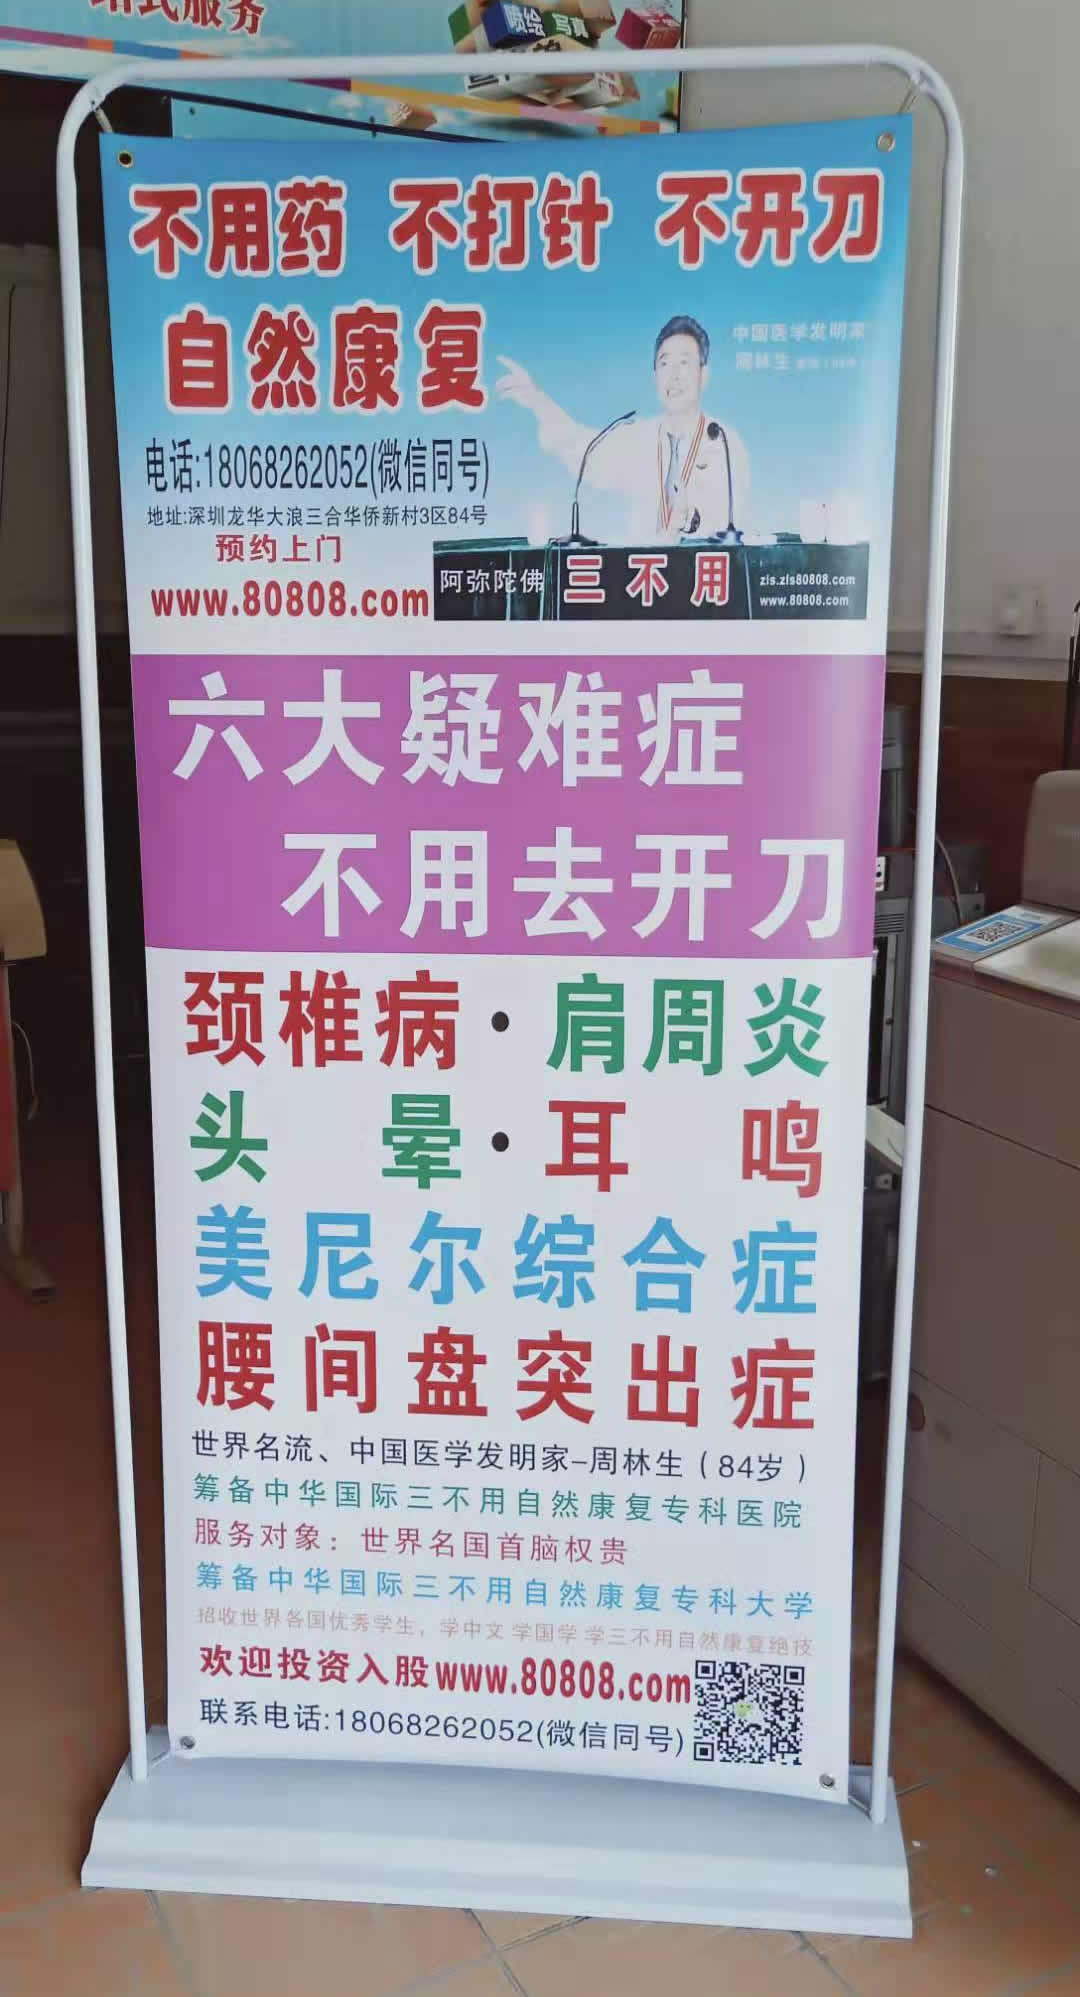 站式服务
喷绘 写真
不用药 不打针 不开刀
自然康复
中国医学发明家
周林生
电话:18068262052(微信同号)
地址:深圳龙华大浪三合华侨新村3区84号
预约上门
www.80808.com
阿弥陀佛 三不用
zls.zls80808.com
www.80808.com
六大疑难症
不用去开刀
颈椎病·肩周炎
头晕·耳鸣
美尼尔综合症
腰间盘突出症
世界名流、中国医学发明家-周林生（84岁）
筹备中华国际三不用自然康复专科医院
服务对象：世界名国首脑权贵
筹备中华国际三不用自然康复专科大学
招收世界各国优秀学生，学中文 学国学 学三不用自然康复绝技
欢迎投资入股www.80808.com
联系电话:18068262052(微信同号)